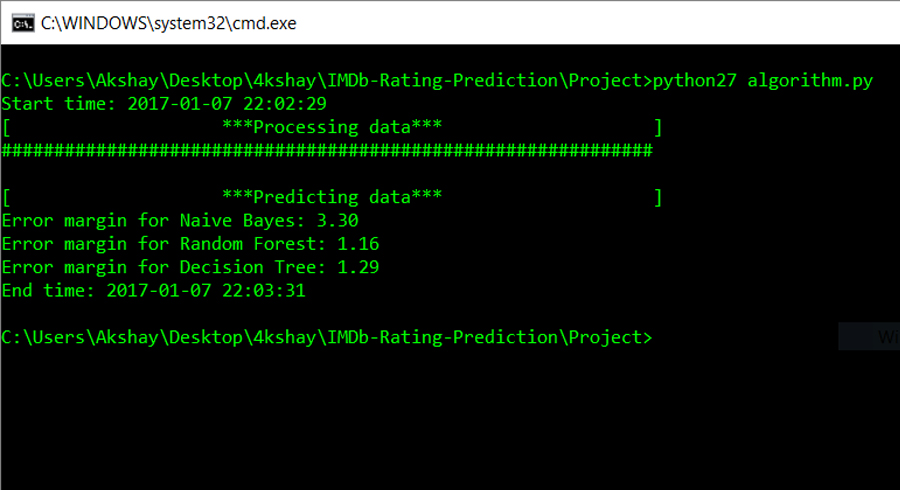 C:\WINDOWS\system32\cmd.exe
C:\Users\Akshay\Desktop\4kshay\IMDb-Rating-Prediction\Project>python27 algorithm.py
Start time: 2017-01-07 22:02:29
[                    ***Processing data***                    ]
##############################################################
[                    ***Predicting data***                    ]
Error margin for Naive Bayes: 3.30
Error margin for Random Forest: 1.16
Error margin for Decision Tree: 1.29
End time: 2017-01-07 22:03:31
C:\Users\Akshay\Desktop\4kshay\IMDb-Rating-Prediction\Project>